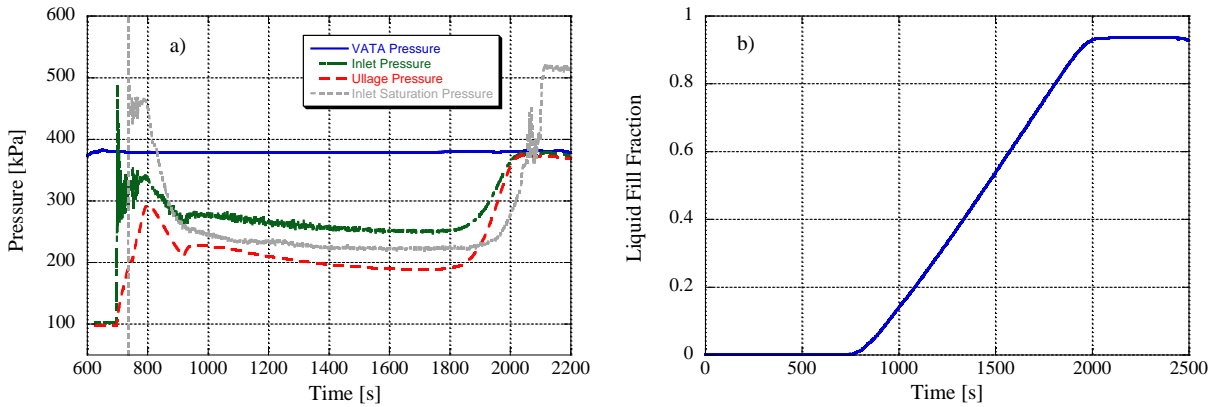 a)
VATA Pressure
Inlet Pressure
Ullage Pressure
Inlet Saturation Pressure
Pressure [kPa]
600
500
400
300
200
100
600 800 1000 1200 1400 1600 1800 2000 2200
Time [s]
b)
Liquid Fill Fraction
1
0.8
0.6
0.4
0.2
0
0 500 1000 1500 2000 2500
Time [s]